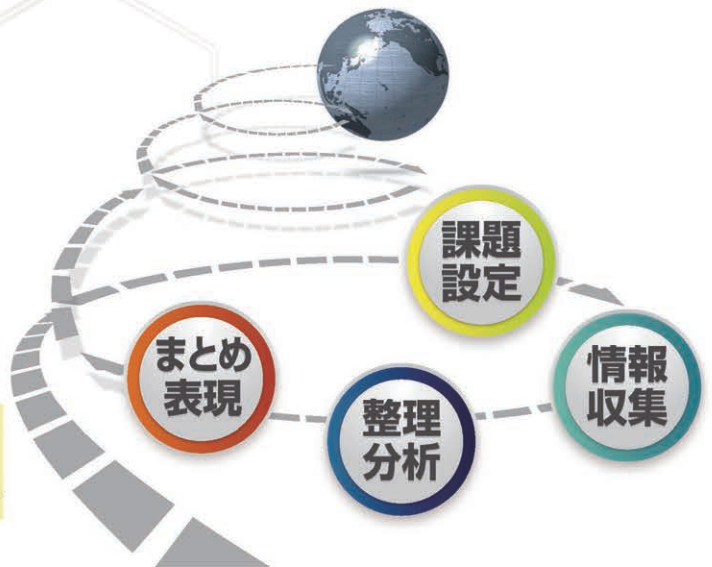 課題
設定
情報
収集
整理
分析
まとめ
表現